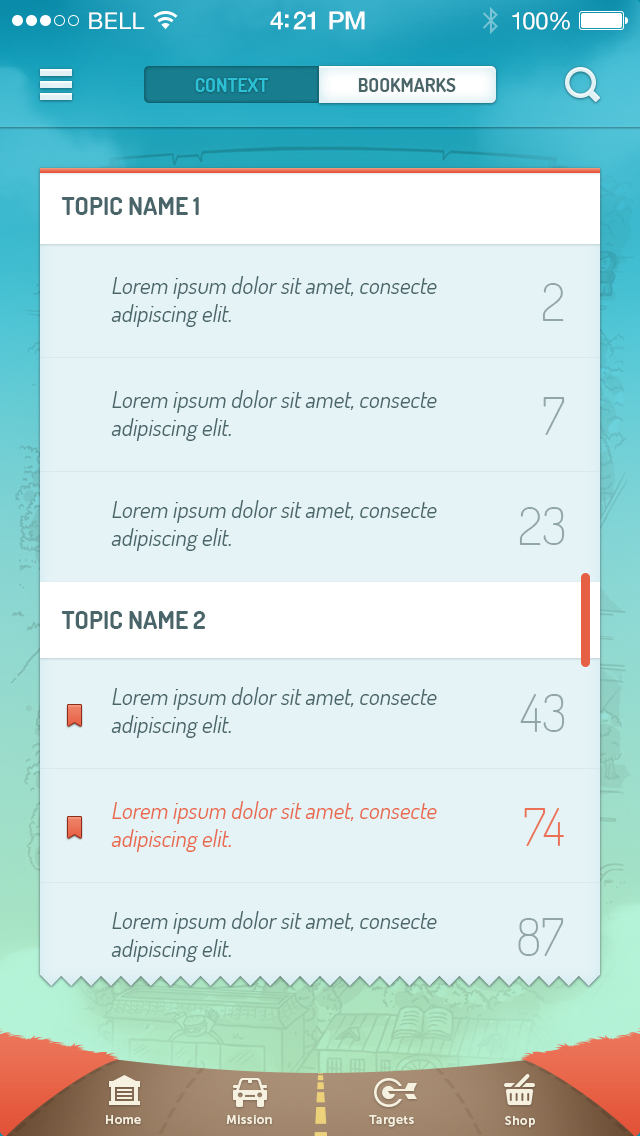 BELL 4:21 PM 100%
CONTEXT BOOKMARKS
TOPIC NAME 1
Lorem ipsum dolor sit amet, consecte
adipiscing elit.
2
Lorem ipsum dolor sit amet, consecte
adipiscing elit.
7
Lorem ipsum dolor sit amet, consecte
adipiscing elit.
23
TOPIC NAME 2
Lorem ipsum dolor sit amet, consecte
adipiscing elit.
43
Lorem ipsum dolor sit amet, consecte
adipiscing elit.
74
Lorem ipsum dolor sit amet, consecte
adipiscing elit.
87
Home Mission Targets Shop